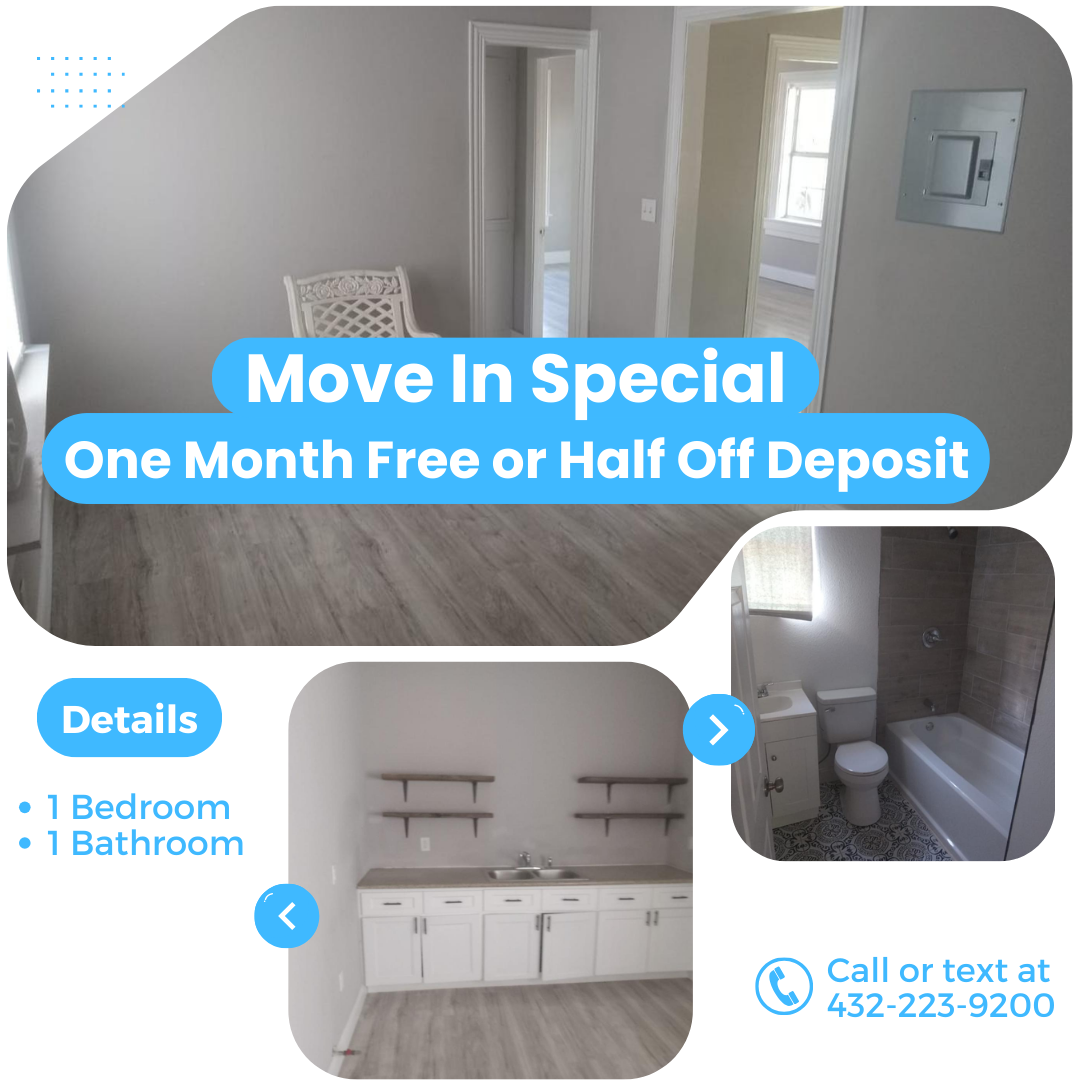 Move In Special
One Month Free or Half Off Deposit
Details
• 1 Bedroom
• 1 Bathroom
Call or text at
432-223-9200